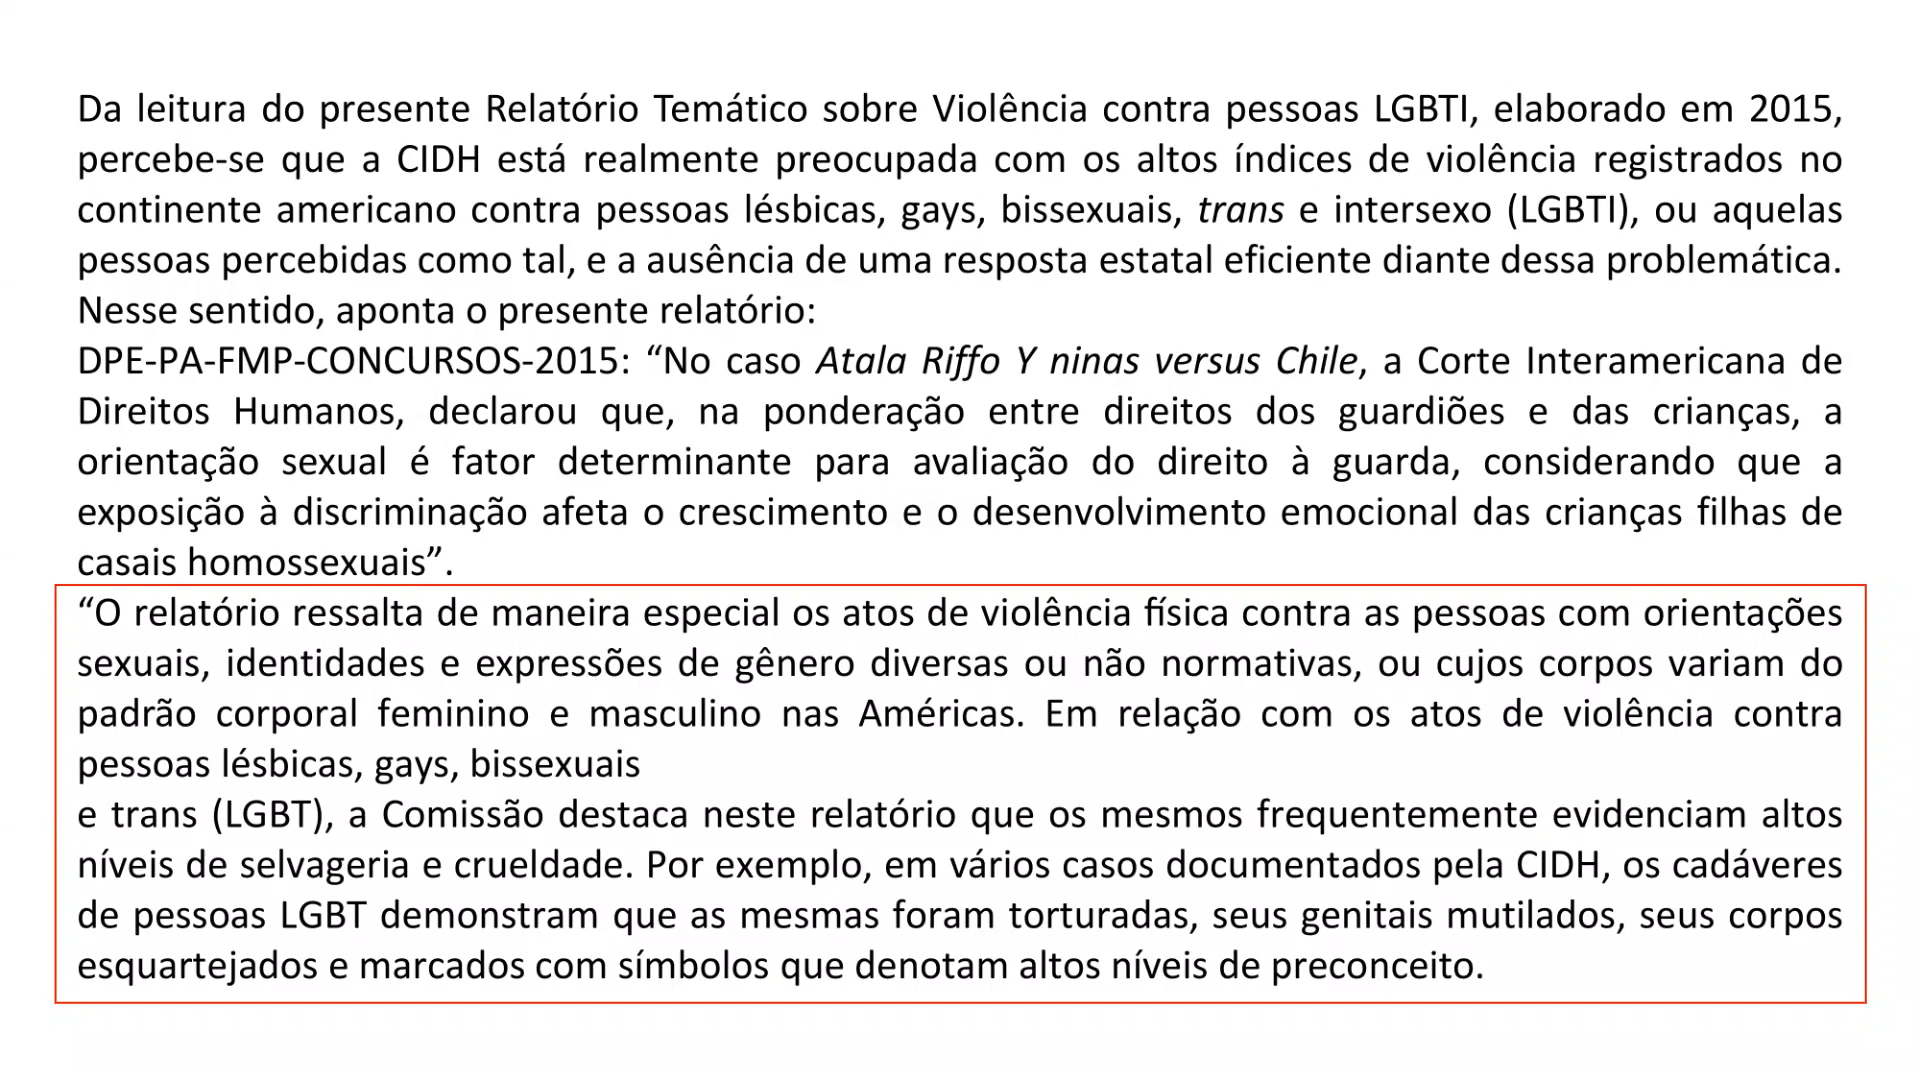 Da leitura do presente Relatório Temático sobre Violência contra pessoas LGBTI, elaborado em 2015,
percebe-se que a CIDH está realmente preocupada com os altos índices de violência registrados no
continente americano contra pessoas lésbicas, gays, bissexuais, trans e intersexo (LGBTI), ou aquelas
pessoas percebidas como tal, e a ausência de uma resposta estatal eficiente diante dessa problemática.
Nesse sentido, aponta o presente relatório:
DPE-PA-FMP-CONCURSOS-2015: “No caso Atala Riffo Y ninas versus Chile, a Corte Interamericana de
Direitos Humanos, declarou que, na ponderação entre direitos dos guardiões e das crianças, a
orientação sexual é fator determinante para avaliação do direito à guarda, considerando que a
exposição à discriminação afeta o crescimento e o desenvolvimento emocional das crianças filhas de
casais homossexuais”.
“O relatório ressalta de maneira especial os atos de violência física contra as pessoas com orientações
sexuais, identidades e expressões de gênero diversas ou não normativas, ou cujos corpos variam do
padrão corporal feminino e masculino nas Américas. Em relação com os atos de violência contra
pessoas lésbicas, gays, bissexuais
e trans (LGBT), a Comissão destaca neste relatório que os mesmos frequentemente evidenciam altos
níveis de selvageria e crueldade. Por exemplo, em vários casos documentados pela CIDH, os cadáveres
de pessoas LGBT demonstram que as mesmas foram torturadas, seus genitais mutilados, seus corpos
esquartejados e marcados com símbolos que denotam altos níveis de preconceito.